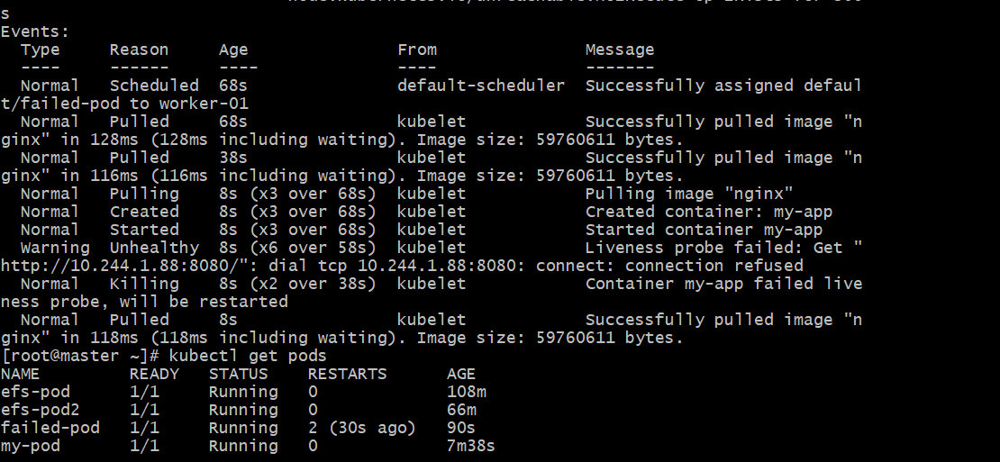 s
Events:
  Type     Reason     Age                From               Message
  ----     ------     ----               ----               -------
  Normal   Scheduled  68s                default-scheduler  Successfully assigned defaul
t/failed-pod to worker-01
  Normal   Pulled     68s                kubelet            Successfully pulled image "n
ginx" in 128ms (128ms including waiting). Image size: 59760611 bytes.
  Normal   Pulled     38s                kubelet            Successfully pulled image "n
ginx" in 116ms (116ms including waiting). Image size: 59760611 bytes.
  Normal   Pulling    8s (x3 over 68s)   kubelet            Pulling image "nginx"
  Normal   Created    8s (x3 over 68s)   kubelet            Created container: my-app
  Normal   Started    8s (x3 over 68s)   kubelet            Started container my-app
  Warning  Unhealthy  8s (x6 over 58s)   kubelet            Liveness probe failed: Get "
http://10.244.1.88:8080/": dial tcp 10.244.1.88:8080: connect: connection refused
  Normal   Killing    8s (x2 over 38s)   kubelet            Container my-app failed live
ness probe, will be restarted
  Normal   Pulled     8s                 kubelet            Successfully pulled image "n
ginx" in 118ms (118ms including waiting). Image size: 59760611 bytes.
[root@master ~]# kubectl get pods
NAME         READY   STATUS    RESTARTS      AGE
efs-pod      1/1     Running   0             108m
efs-pod2     1/1     Running   0             66m
failed-pod   1/1     Running   2 (30s ago)   90s
my-pod       1/1     Running   0             7m38s